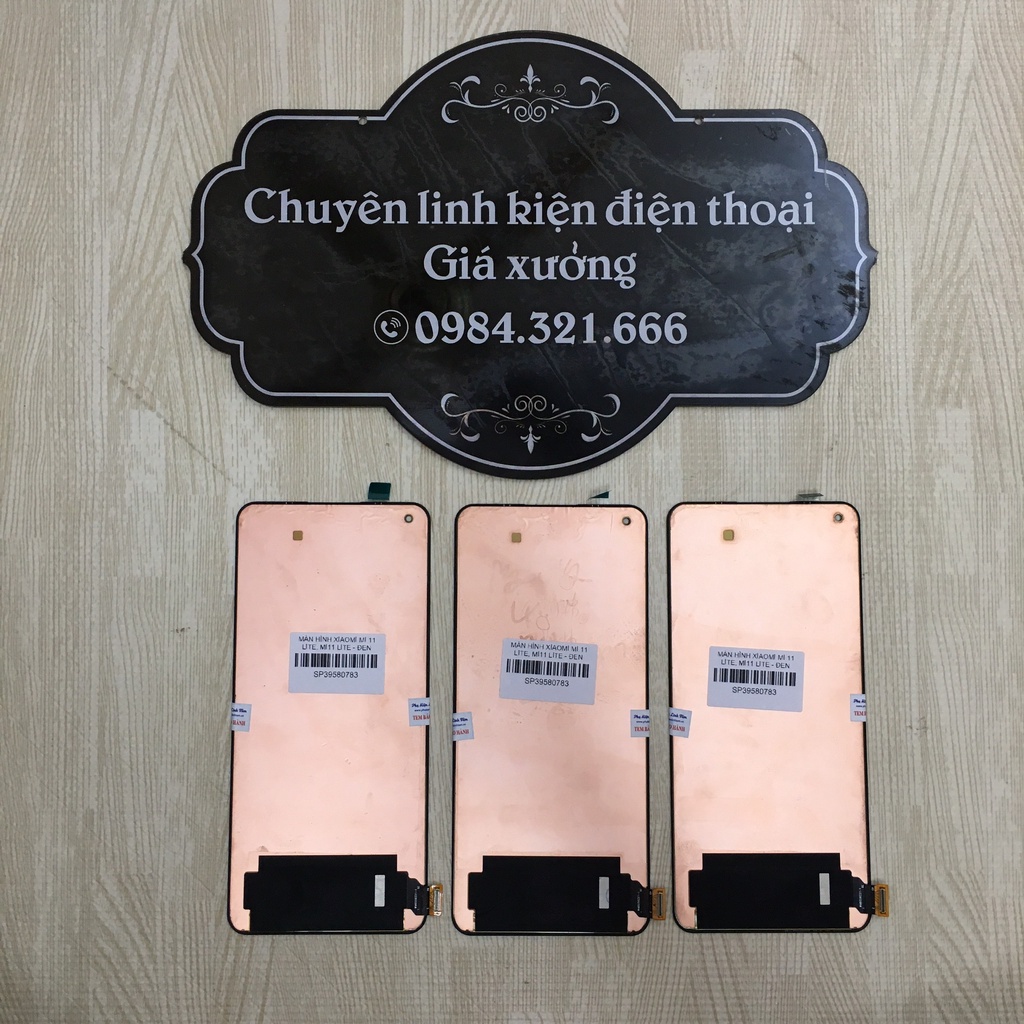 Chuyên linh kiện điện thoại
Giá xưởng
0984.321.666
MÀN HÌNH XIAOMI MI 11
LITE, MI11 LITE - ĐEN
SP39580783
MÀN HÌNH XIAOMI MI 11
LITE, MI11 LITE - ĐEN
SP39580783
MÀN HÌNH XIAOMI MI 11
LITE, MI11 LITE - ĐEN
SP39580783